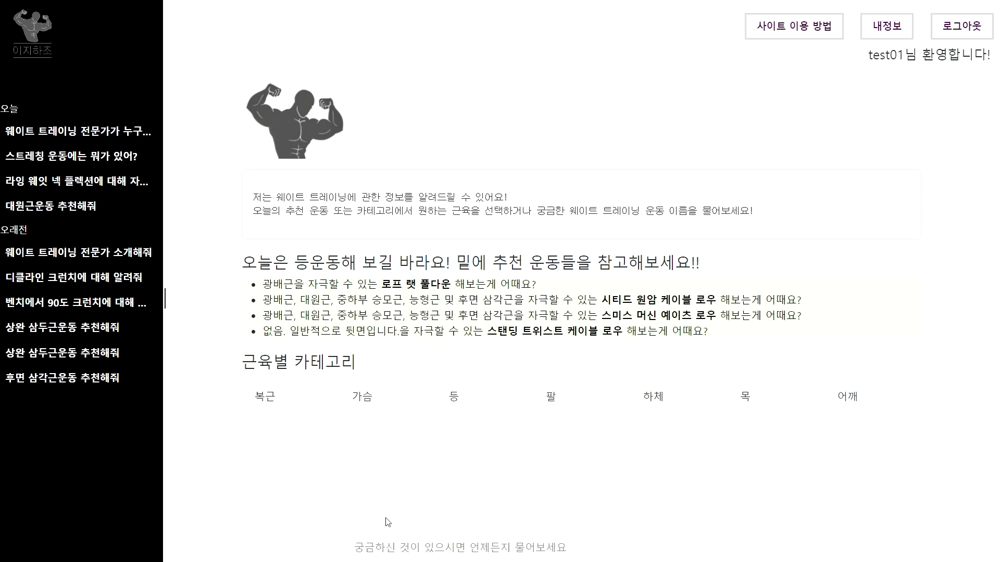 이지하조
오늘
웨이트 트레이닝 전문가가 누구...
스트레칭 운동에는 뭐가 있어?
라잉 웨잇 넥 플렉션에 대해 자...
대원근운동 추천해줘
오래전
웨이트 트레이닝 전문가 소개해줘
디클라인 크런치에 대해 알려줘
벤치에서 90도 크런치에 대해 ...
상완 삼두근운동 추천해줘
상완 삼두근운동 추천해줘
후면 삼각근운동 추천해줘
사이트 이용 방법
내정보
로그아웃
test01님 환영합니다!
저는 웨이트 트레이닝에 관한 정보를 알려드릴 수 있어요!
오늘의 추천 운동 또는 카테고리에서 원하는 근육을 선택하거나 궁금한 웨이트 트레이닝 운동 이름을 물어보세요!
오늘은 등운동해 보길 바라요! 밑에 추천 운동들을 참고해보세요!!
광배근을 자극할 수 있는 로프 랫 풀다운 해보는게 어때요?
광배근, 대원근, 중하부 승모근, 능형근 및 후면 삼각근을 자극할 수 있는 시티드 원암 케이블 로우 해보는게 어때요?
광배근, 대원근, 중하부 승모근, 능형근 및 후면 삼각근을 자극할 수 있는 스미스 머신 예이츠 로우 해보는게 어때요?
없음. 일반적으로 뒷면입니다.을 자극할 수 있는 스탠딩 트위스트 케이블 로우 해보는게 어때요?
근육별 카테고리
복근 가슴 등 팔 하체 목 어깨
궁금하신 것이 있으시면 언제든지 물어보세요